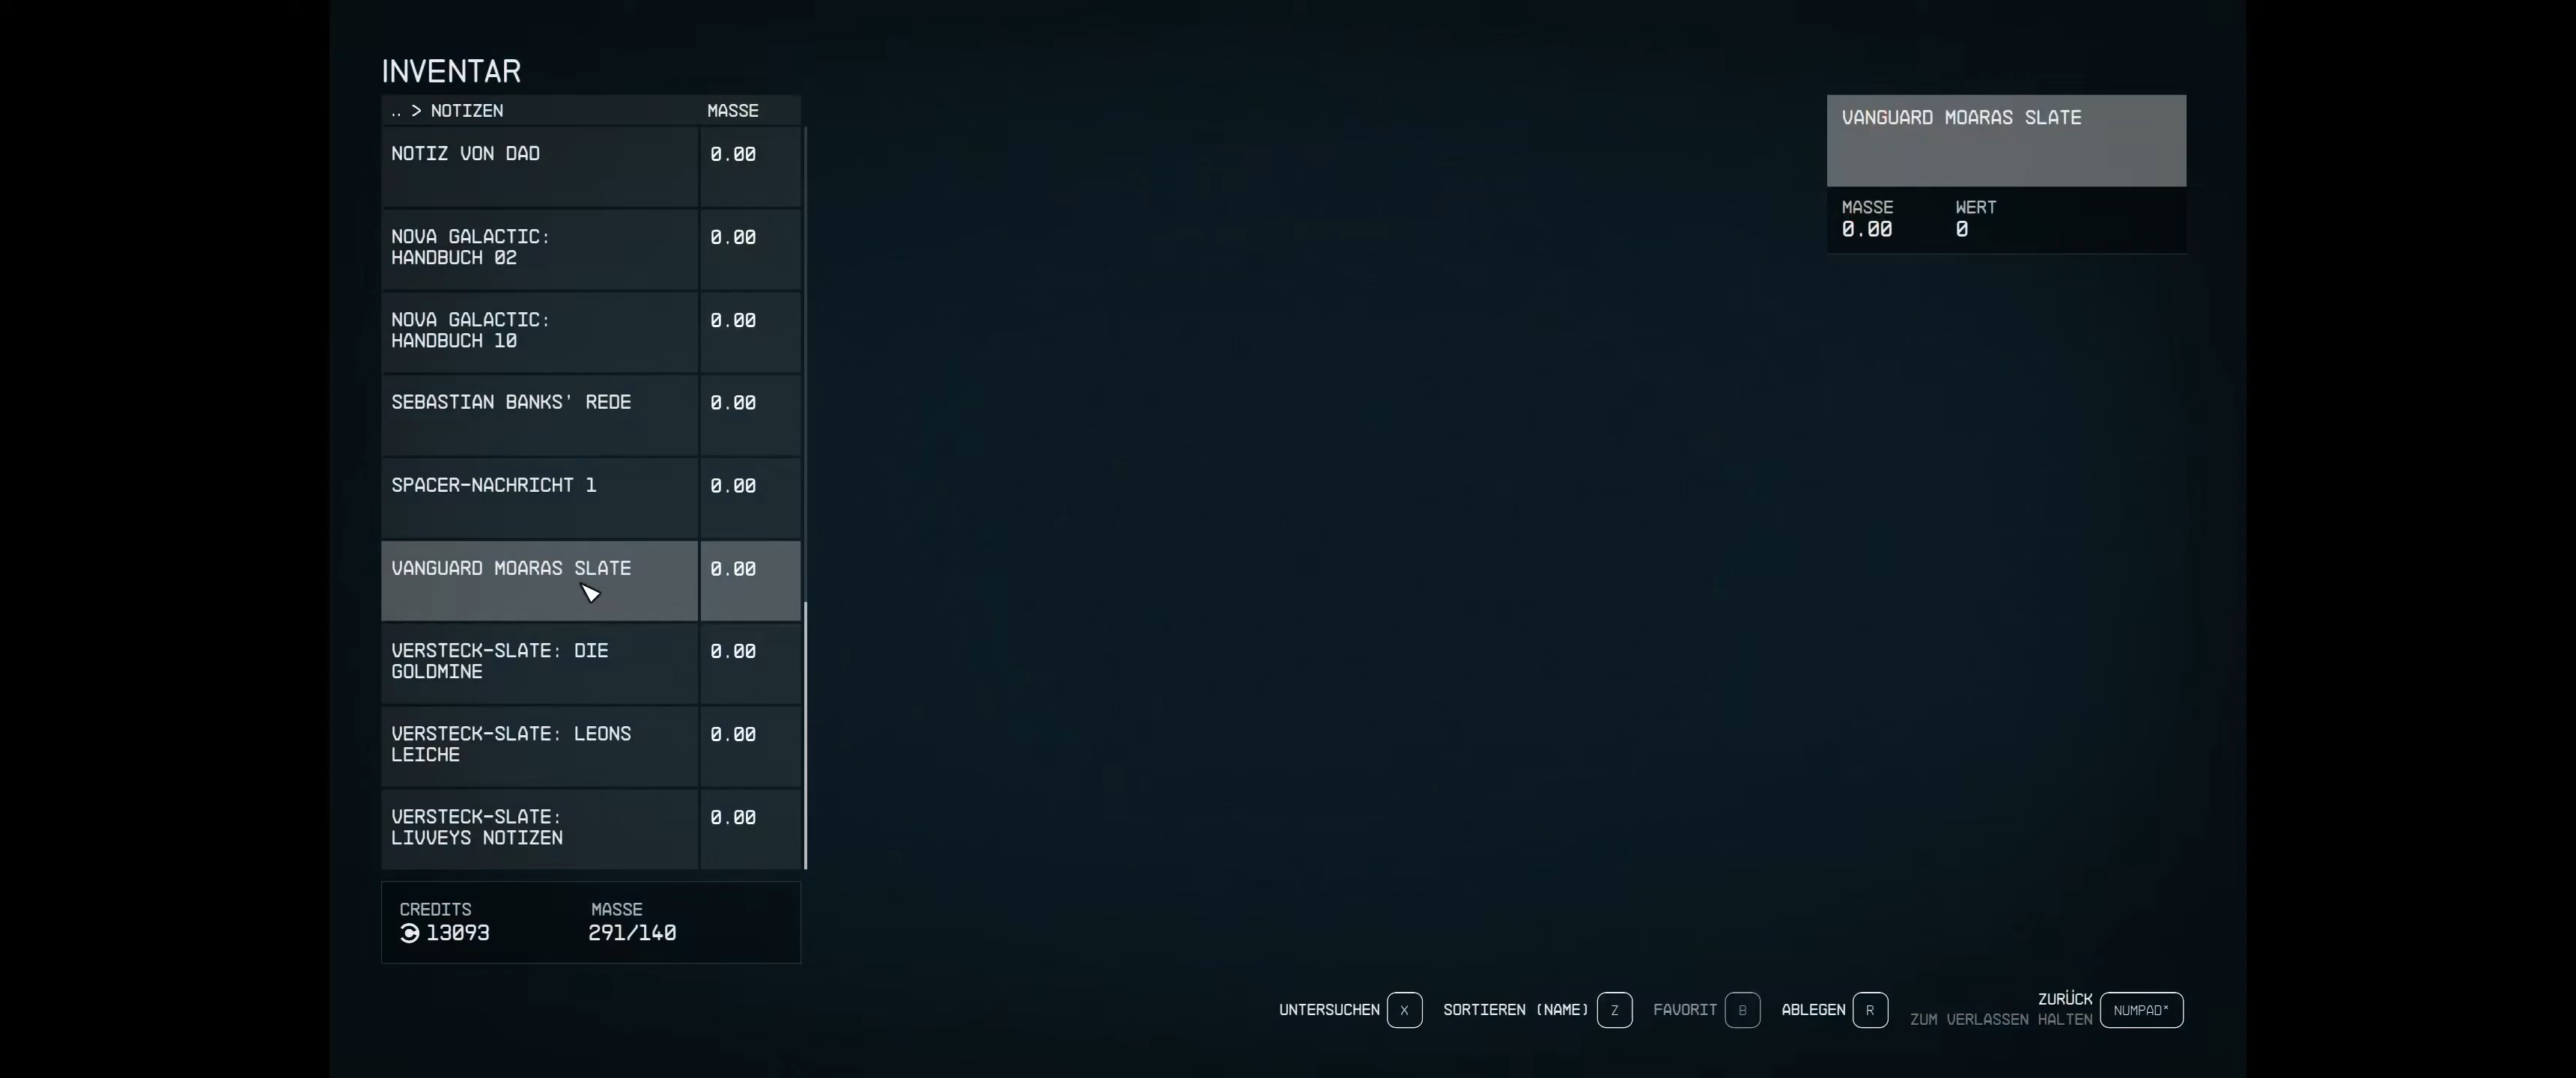 INVENTAR
.. > NOTIZEN MASSE
NOTIZ VON DAD 0.00
NOVA GALACTIC: 0.00
HANDBUCH 02
NOVA GALACTIC: 0.00
HANDBUCH 10
SEBASTIAN BANKS' REDE 0.00
SPACER-NACHRICHT 1 0.00
VANGUARD MOARAS SLATE 0.00
VERSTECK-SLATE: DIE 0.00
GOLDMINE
VERSTECK-SLATE: LEONS 0.00
LEICHE
VERSTECK-SLATE: 0.00
LIVVEYS NOTIZEN
CREDITS MASSE
13093 291/140
VANGUARD MOARAS SLATE
MASSE WERT
0.00 0
UNTERSUCHEN X SORTIEREN (NAME) Z FAVORIT B ABLEGEN R ZURÜCK NUMPAD*
ZUM VERLASSEN HALTEN